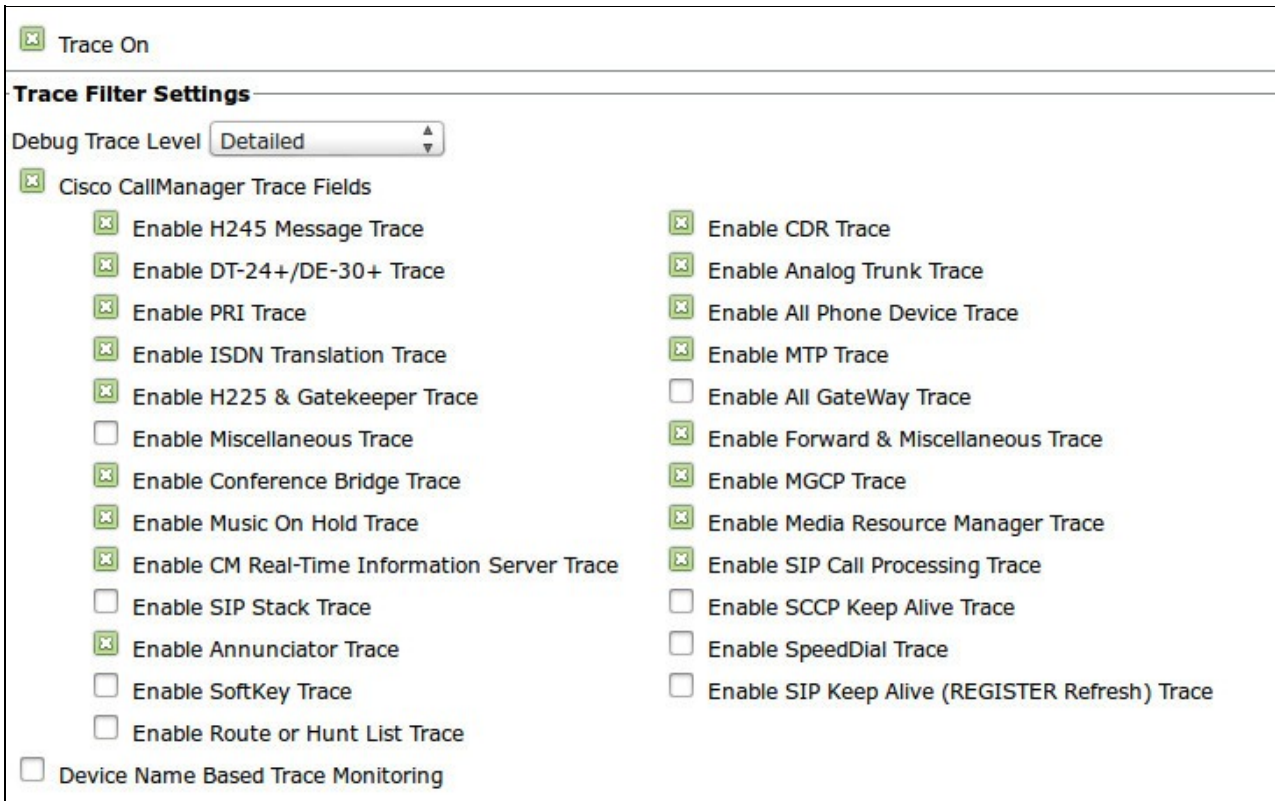 Trace On
Trace Filter Settings
Debug Trace Level Detailed
Cisco CallManager Trace Fields
Enable H245 Message Trace Enable CDR Trace
Enable DT-24+/DE-30+ Trace Enable Analog Trunk Trace
Enable PRI Trace Enable All Phone Device Trace
Enable ISDN Translation Trace Enable MTP Trace
Enable H225 & Gatekeeper Trace Enable All GateWay Trace
Enable Miscellaneous Trace Enable Forward & Miscellaneous Trace
Enable Conference Bridge Trace Enable MGCP Trace
Enable Music On Hold Trace Enable Media Resource Manager Trace
Enable CM Real-Time Information Server Trace Enable SIP Call Processing Trace
Enable SIP Stack Trace Enable SCCP Keep Alive Trace
Enable Annunciator Trace Enable SpeedDial Trace
Enable SoftKey Trace Enable SIP Keep Alive (REGISTER Refresh) Trace
Enable Route or Hunt List Trace
Device Name Based Trace Monitoring